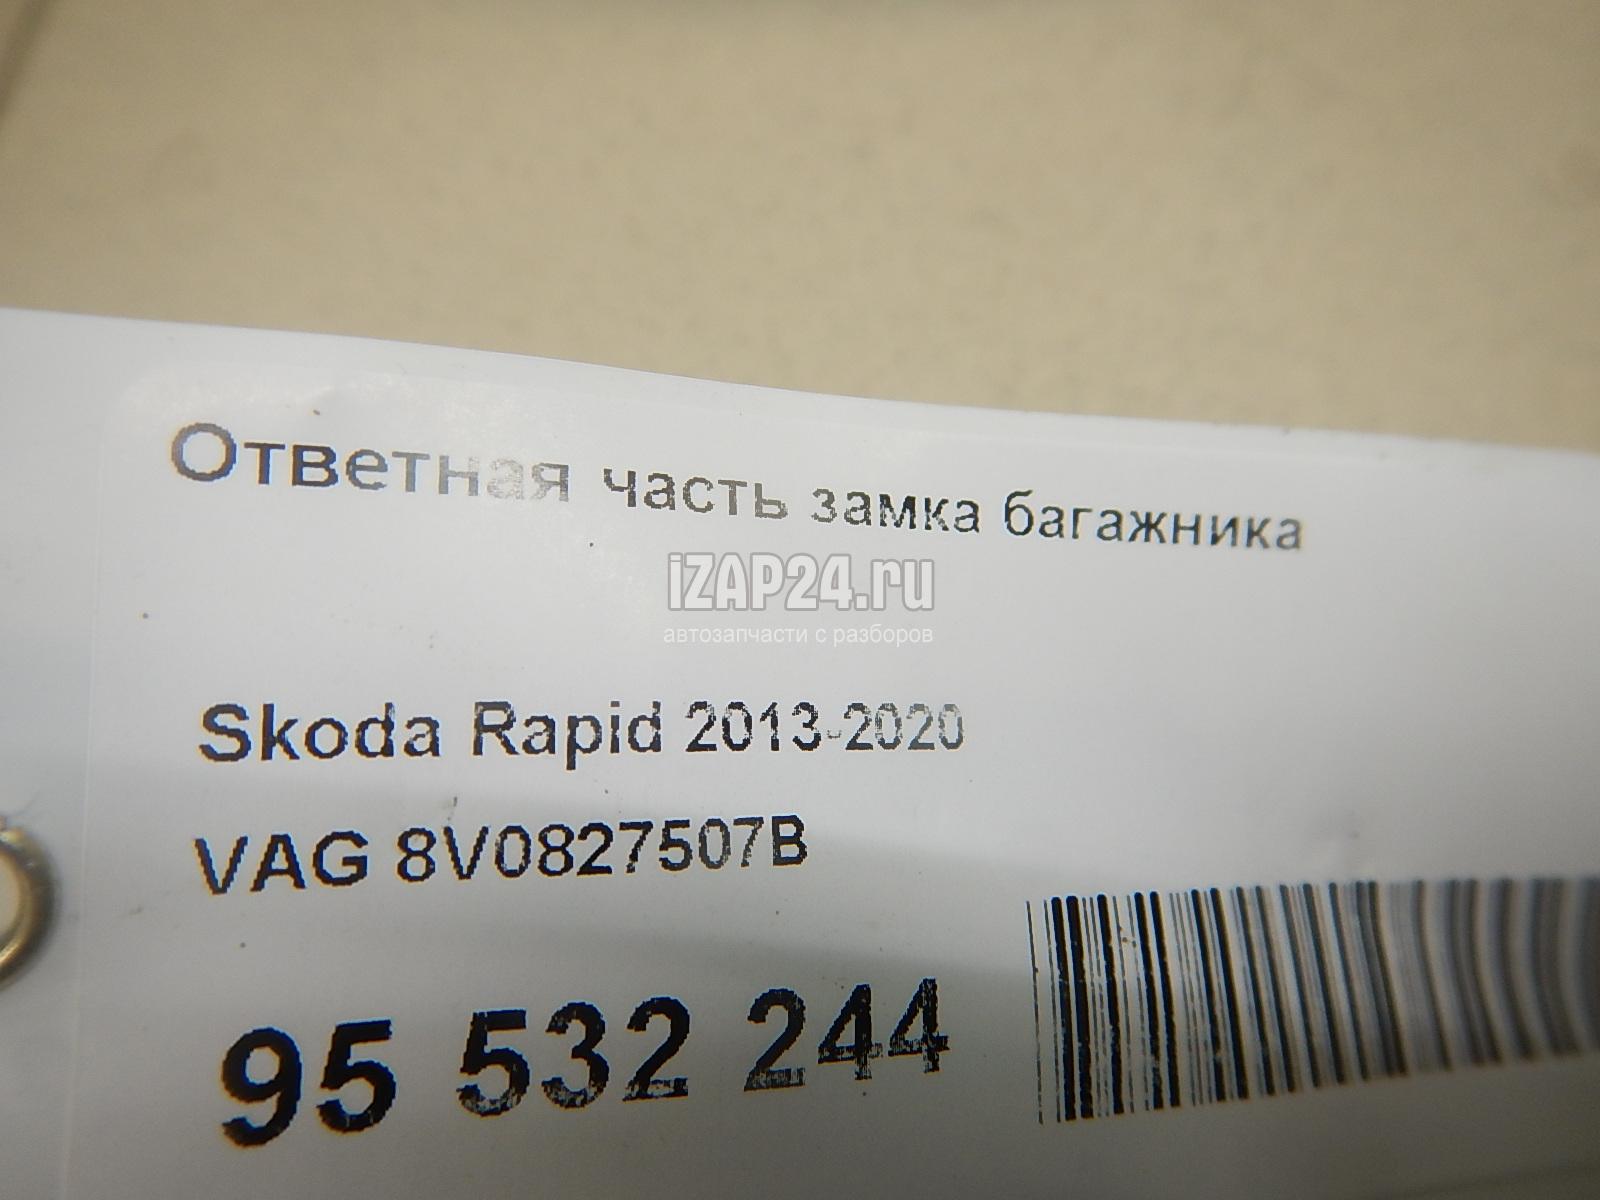 Ответная часть замка багажника
iZAP24.ru
автозапчасти с разборов
Skoda Rapid 2013-2020
VAG 8V0827507B
95 532 244